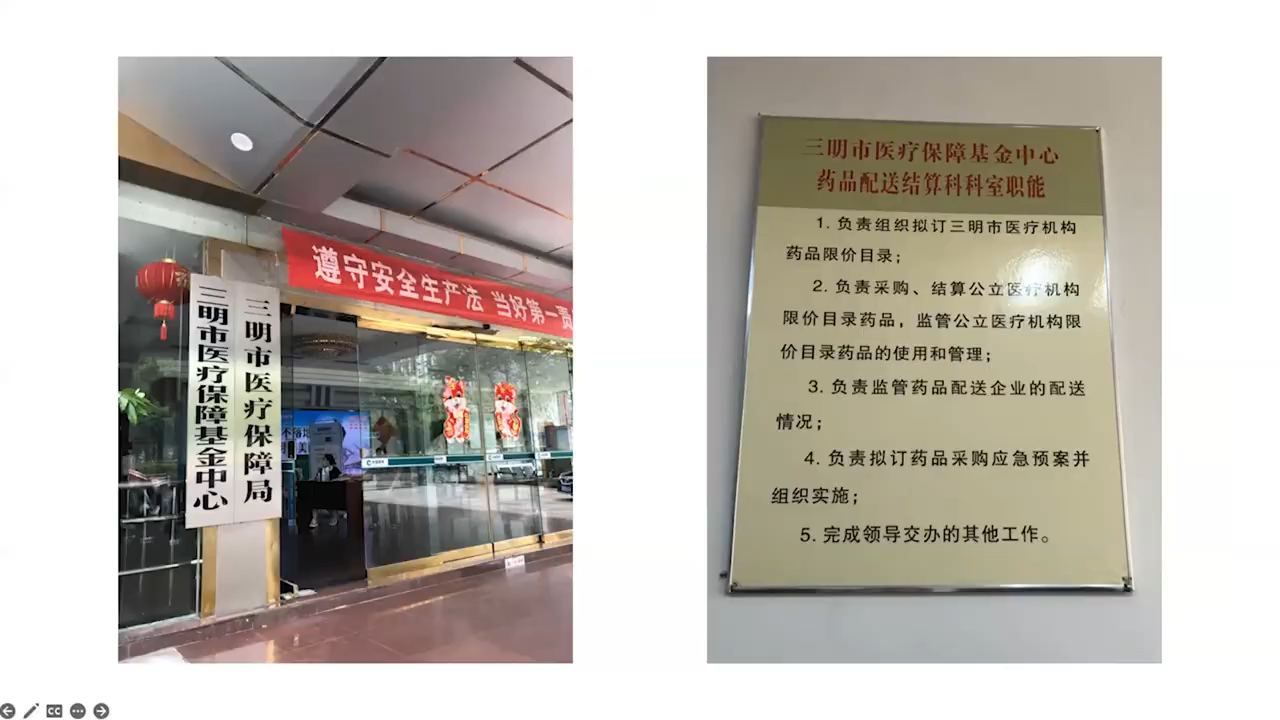 遵守安全生产法 当好第一责
三明市医疗保障局
三明市医疗保障基金中心
三明市医疗保障基金中心
药品配送结算科科室职能
1. 负责组织拟订三明市医疗机构
药品限价目录；
2. 负责采购、结算公立医疗机构
限价目录药品，监管公立医疗机构限
价目录药品的使用和管理；
3. 负责监管药品配送企业的配送
情况；
4. 负责拟订药品采购应急预案并
组织实施；
5. 完成领导交办的其他工作。
CC